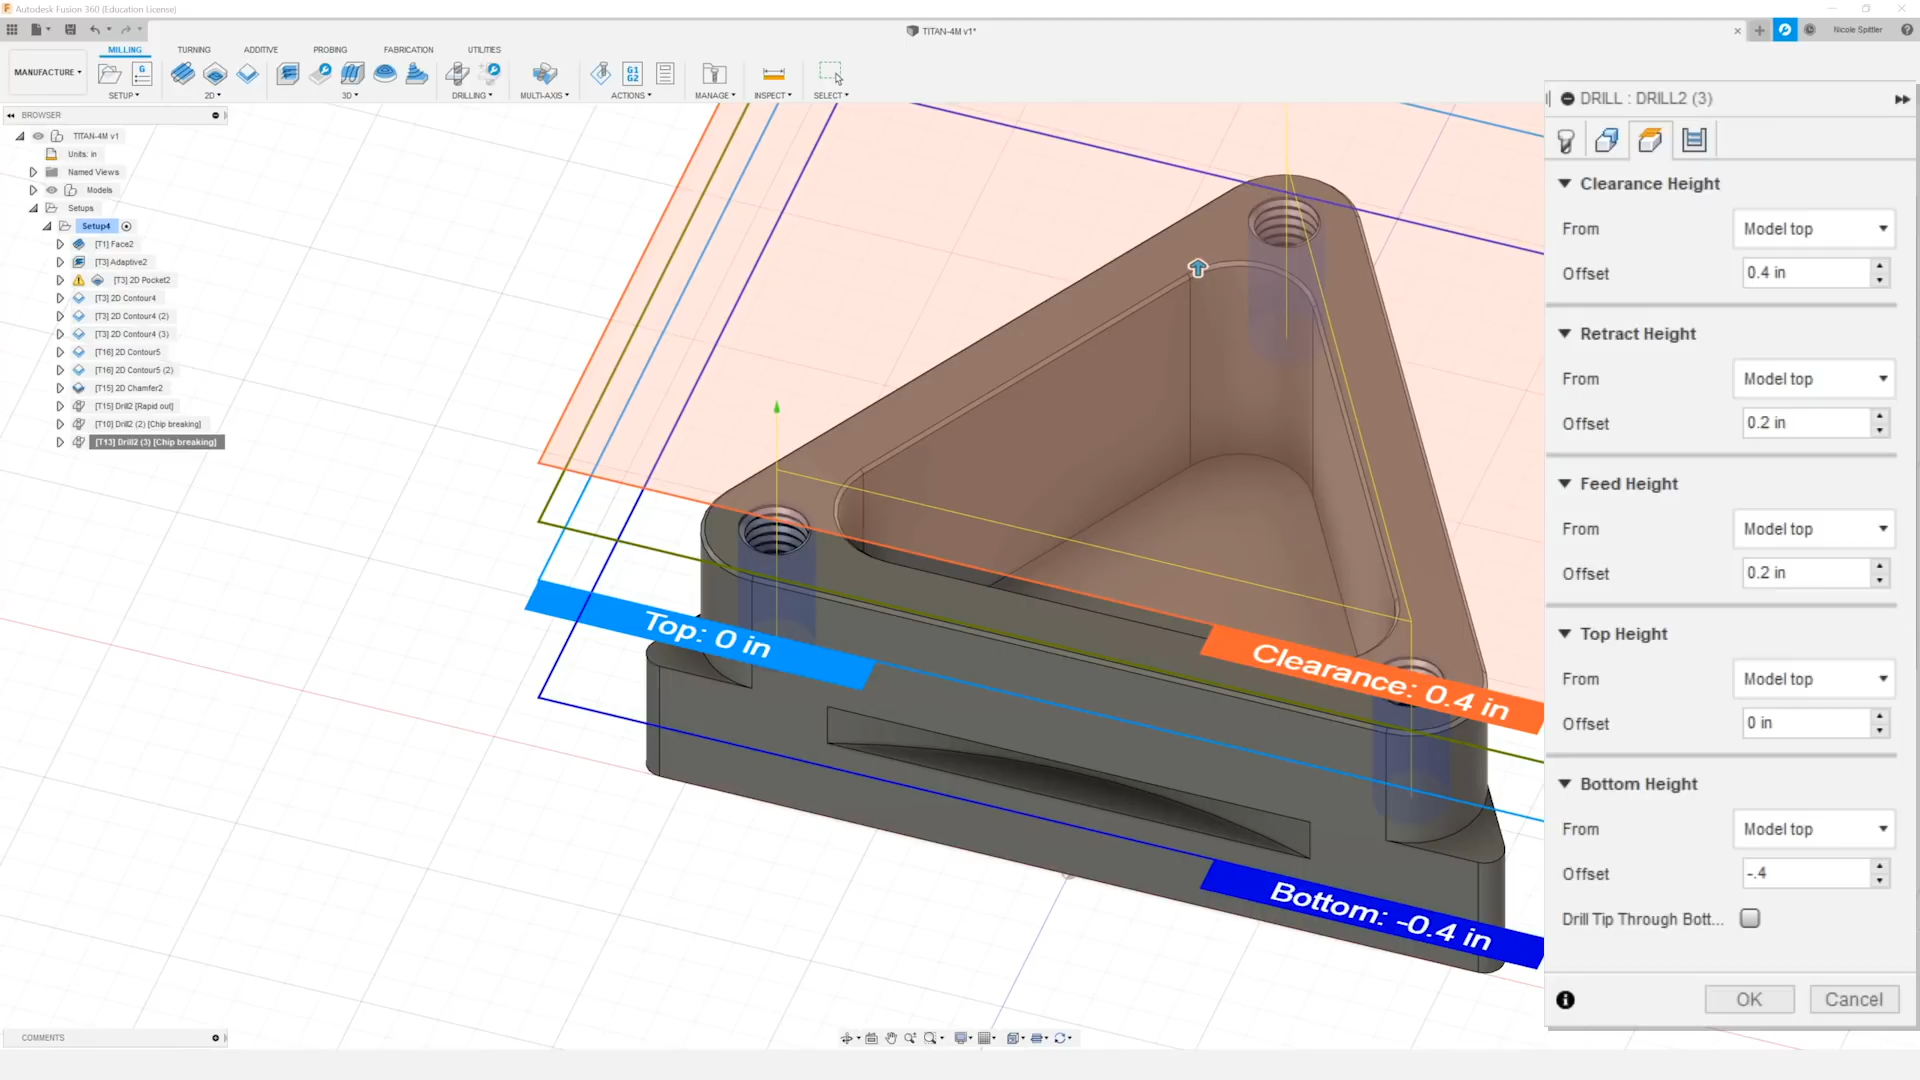 Autodesk Fusion 360 (Education License)
TITAN-4M v1*
Nicole Spittler
MANUFACTURE
MILLING
TURNING
ADDITIVE
PROBING
FABRICATION
UTILITIES
G
G1
G2
SETUP
2D
3D
DRILLING
MULTI-AXIS
ACTIONS
MANAGE
INSPECT
SELECT
BROWSER
TITAN-4M v1
Units: in
Named Views
Models
Setups
Setup4
[T1] Face2
[T3] Adaptive2
[T3] 2D Pocket2
[T3] 2D Contour4
[T3] 2D Contour4 (2)
[T3] 2D Contour4 (3)
[T16] 2D Contour5
[T16] 2D Contour5 (2)
[T15] 2D Chamfer2
[T15] Drill2 [Rapid out]
[T10] Drill2 (2) [Chip breaking]
[T13] Drill2 (3) [Chip breaking]
Top: 0 in
Clearance: 0.4 in
Bottom: -0.4 in
DRILL : DRILL2 (3)
Clearance Height
From Model top
Offset 0.4 in
Retract Height
From Model top
Offset 0.2 in
Feed Height
From Model top
Offset 0.2 in
Top Height
From Model top
Offset 0 in
Bottom Height
From Model top
Offset -.4
Drill Tip Through Bott...
OK Cancel
COMMENTS